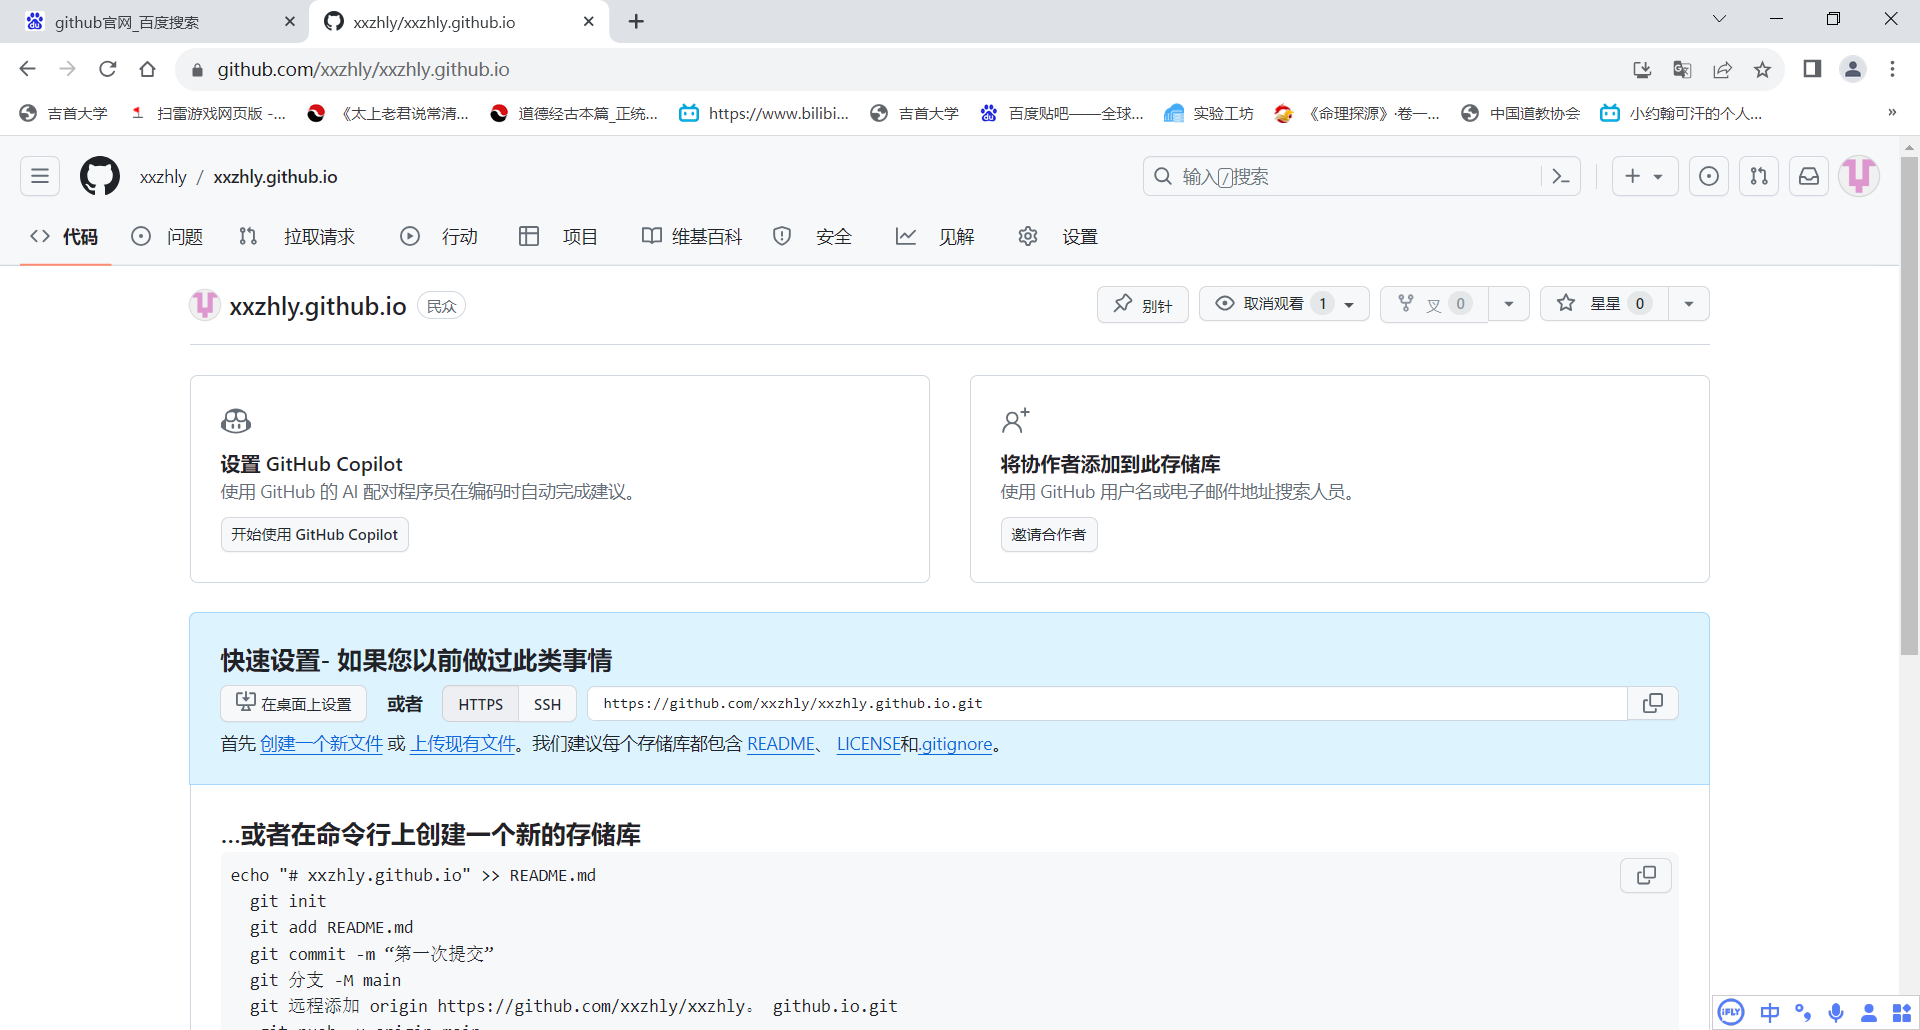 github官网_百度搜索
xxzhly/xxzhly.github.io
github.com/xxzhly/xxzhly.github.io
吉首大学
扫雷游戏网页版 -...
《太上老君说常清...
道德经古本篇_正统...
https://www.bilibi...
吉首大学
百度贴吧——全球...
实验工坊
《命理探源》·卷一...
中国道教协会
小约翰可汗的个人...
»
xxzhly / xxzhly.github.io
输入/搜索
代码
问题
拉取请求
行动
项目
维基百科
安全
见解
设置
xxzhly.github.io 民众
别针
取消观看 1
叉 0
星星 0
设置 GitHub Copilot
使用 GitHub 的 AI 配对程序员在编码时自动完成建议。
开始使用 GitHub Copilot
将协作者添加到此存储库
使用 GitHub 用户名或电子邮件地址搜索人员。
邀请合作者
快速设置- 如果您以前做过此类事情
在桌面上设置 或者 HTTPS SSH https://github.com/xxzhly/xxzhly.github.io.git
首先 创建一个新文件 或 上传现有文件。我们建议每个存储库都包含 README、 LICENSE和.gitignore。
...或者在命令行上创建一个新的存储库
echo "# xxzhly.github.io" >> README.md
git init
git add README.md
git commit -m “第一次提交”
git 分支 -M main
git 远程添加 origin https://github.com/xxzhly/xxzhly。 github.io.git
git push -u origin main
iFLY 中